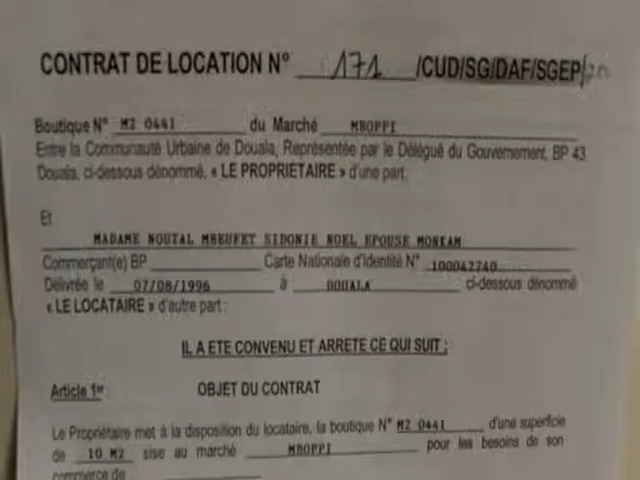 CONTRAT DE LOCATION N° 171 /CUD/SG/DAF/SGEP/
Boutique N° M2 0441 du Marché MBOPPI
Entre la Communauté Urbaine de Douala, Représentée par le Délégué du Gouvernement, BP 43
Douala, ci-dessous dénommé, « LE PROPRIETAIRE » d'une part.
Et
MADAME NOUTAL MBEUFET SIDONIE NOEL EPOUSE MONKAM
Commerçant(e) BP Carte Nationale d'Identité N° 100042740
Délivrée le 07/08/1996 à DOUALA ci-dessous dénommé
« LE LOCATAIRE » d'autre part :
IL A ETE CONVENU ET ARRETE CE QUI SUIT :
Article 1er OBJET DU CONTRAT
Le Propriétaire met à la disposition du locataire, la boutique N° M2 0441 d'une superficie
de 10 M2 sise au marché MBOPPI pour les besoins de son
commerce de